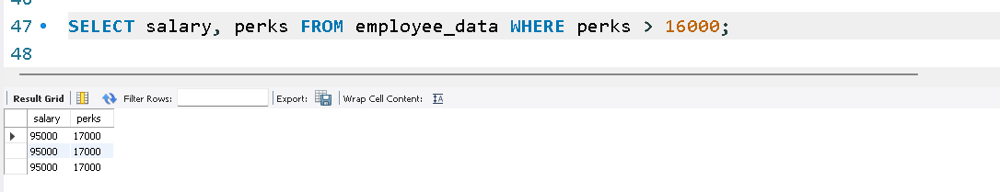 47 SELECT salary, perks FROM employee_data WHERE perks > 16000;
48
Result Grid Filter Rows: Export: Wrap Cell Content: IA
salary perks
95000 17000
95000 17000
95000 17000